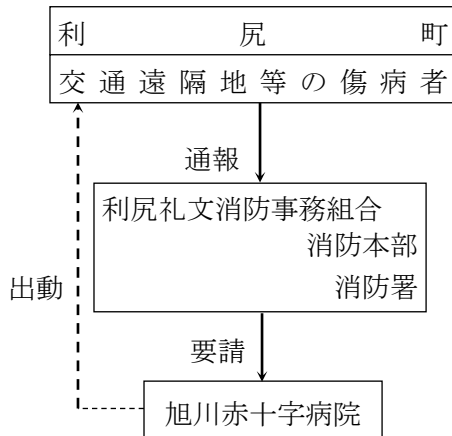 利尻町
交通遠隔地等の傷病者
通報
利尻礼文消防事務組合
消防本部
消防署
出動
要請
旭川赤十字病院